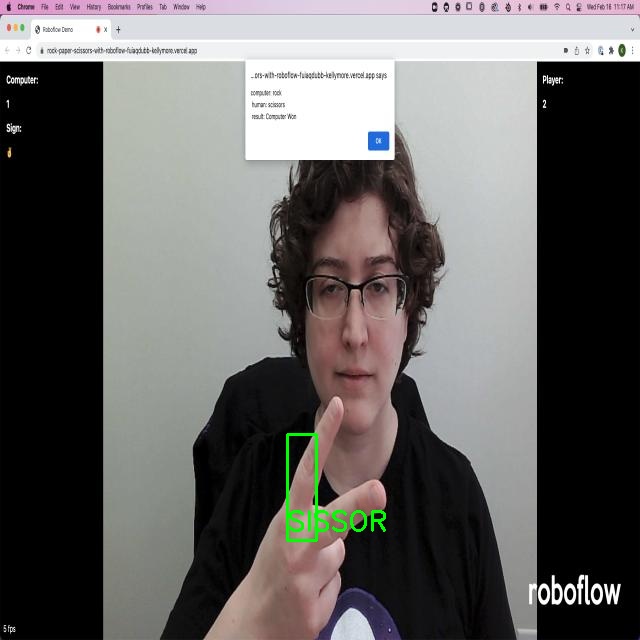 Chrome File Edit View History Bookmarks Profiles Tab Window Help
Wed Feb 16 11:17 AM
Roboflow Demo
rock-paper-scissors-with-roboflow-fuiaqdubb-kellymore.vercel.app
...ors-with-roboflow-fuiaqdubb-kellymore.vercel.app says
computer: rock
human: scissors
result: Computer Won
OK
Computer:
1
Sign:
Player:
2
SISSOR
roboflow
5 fps